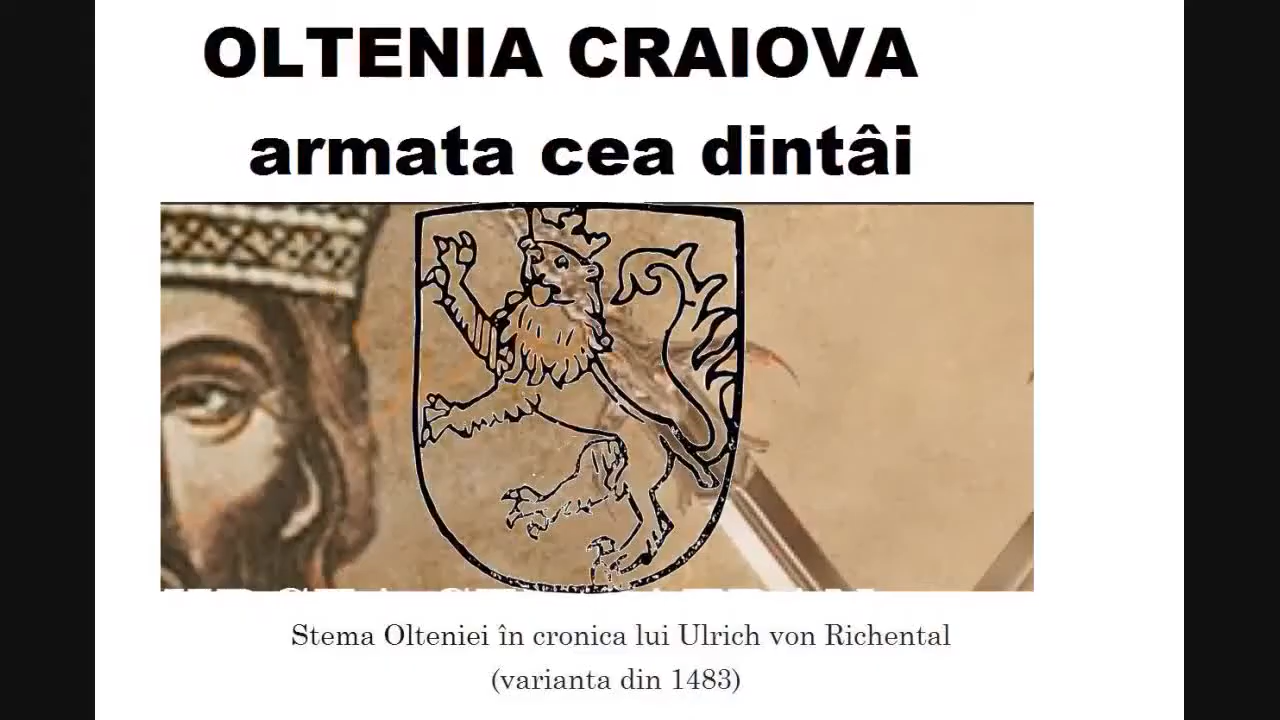 OLTENIA CRAIOVA
armata cea dintâi
Stema Olteniei în cronica lui Ulrich von Richental
(varianta din 1483)